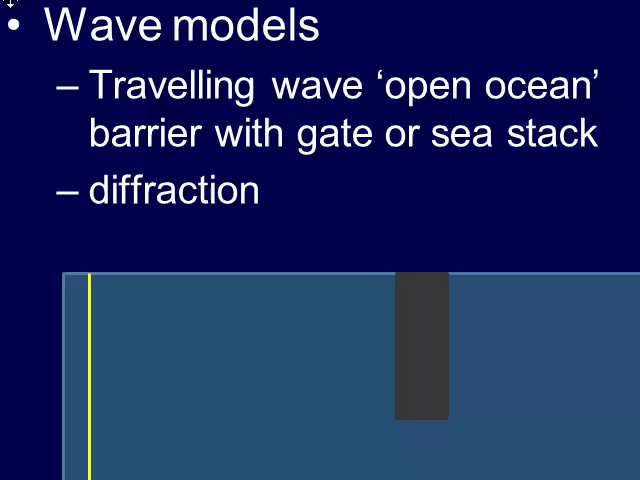 • Wave models
– Travelling wave ‘open ocean’
barrier with gate or sea stack
– diffraction